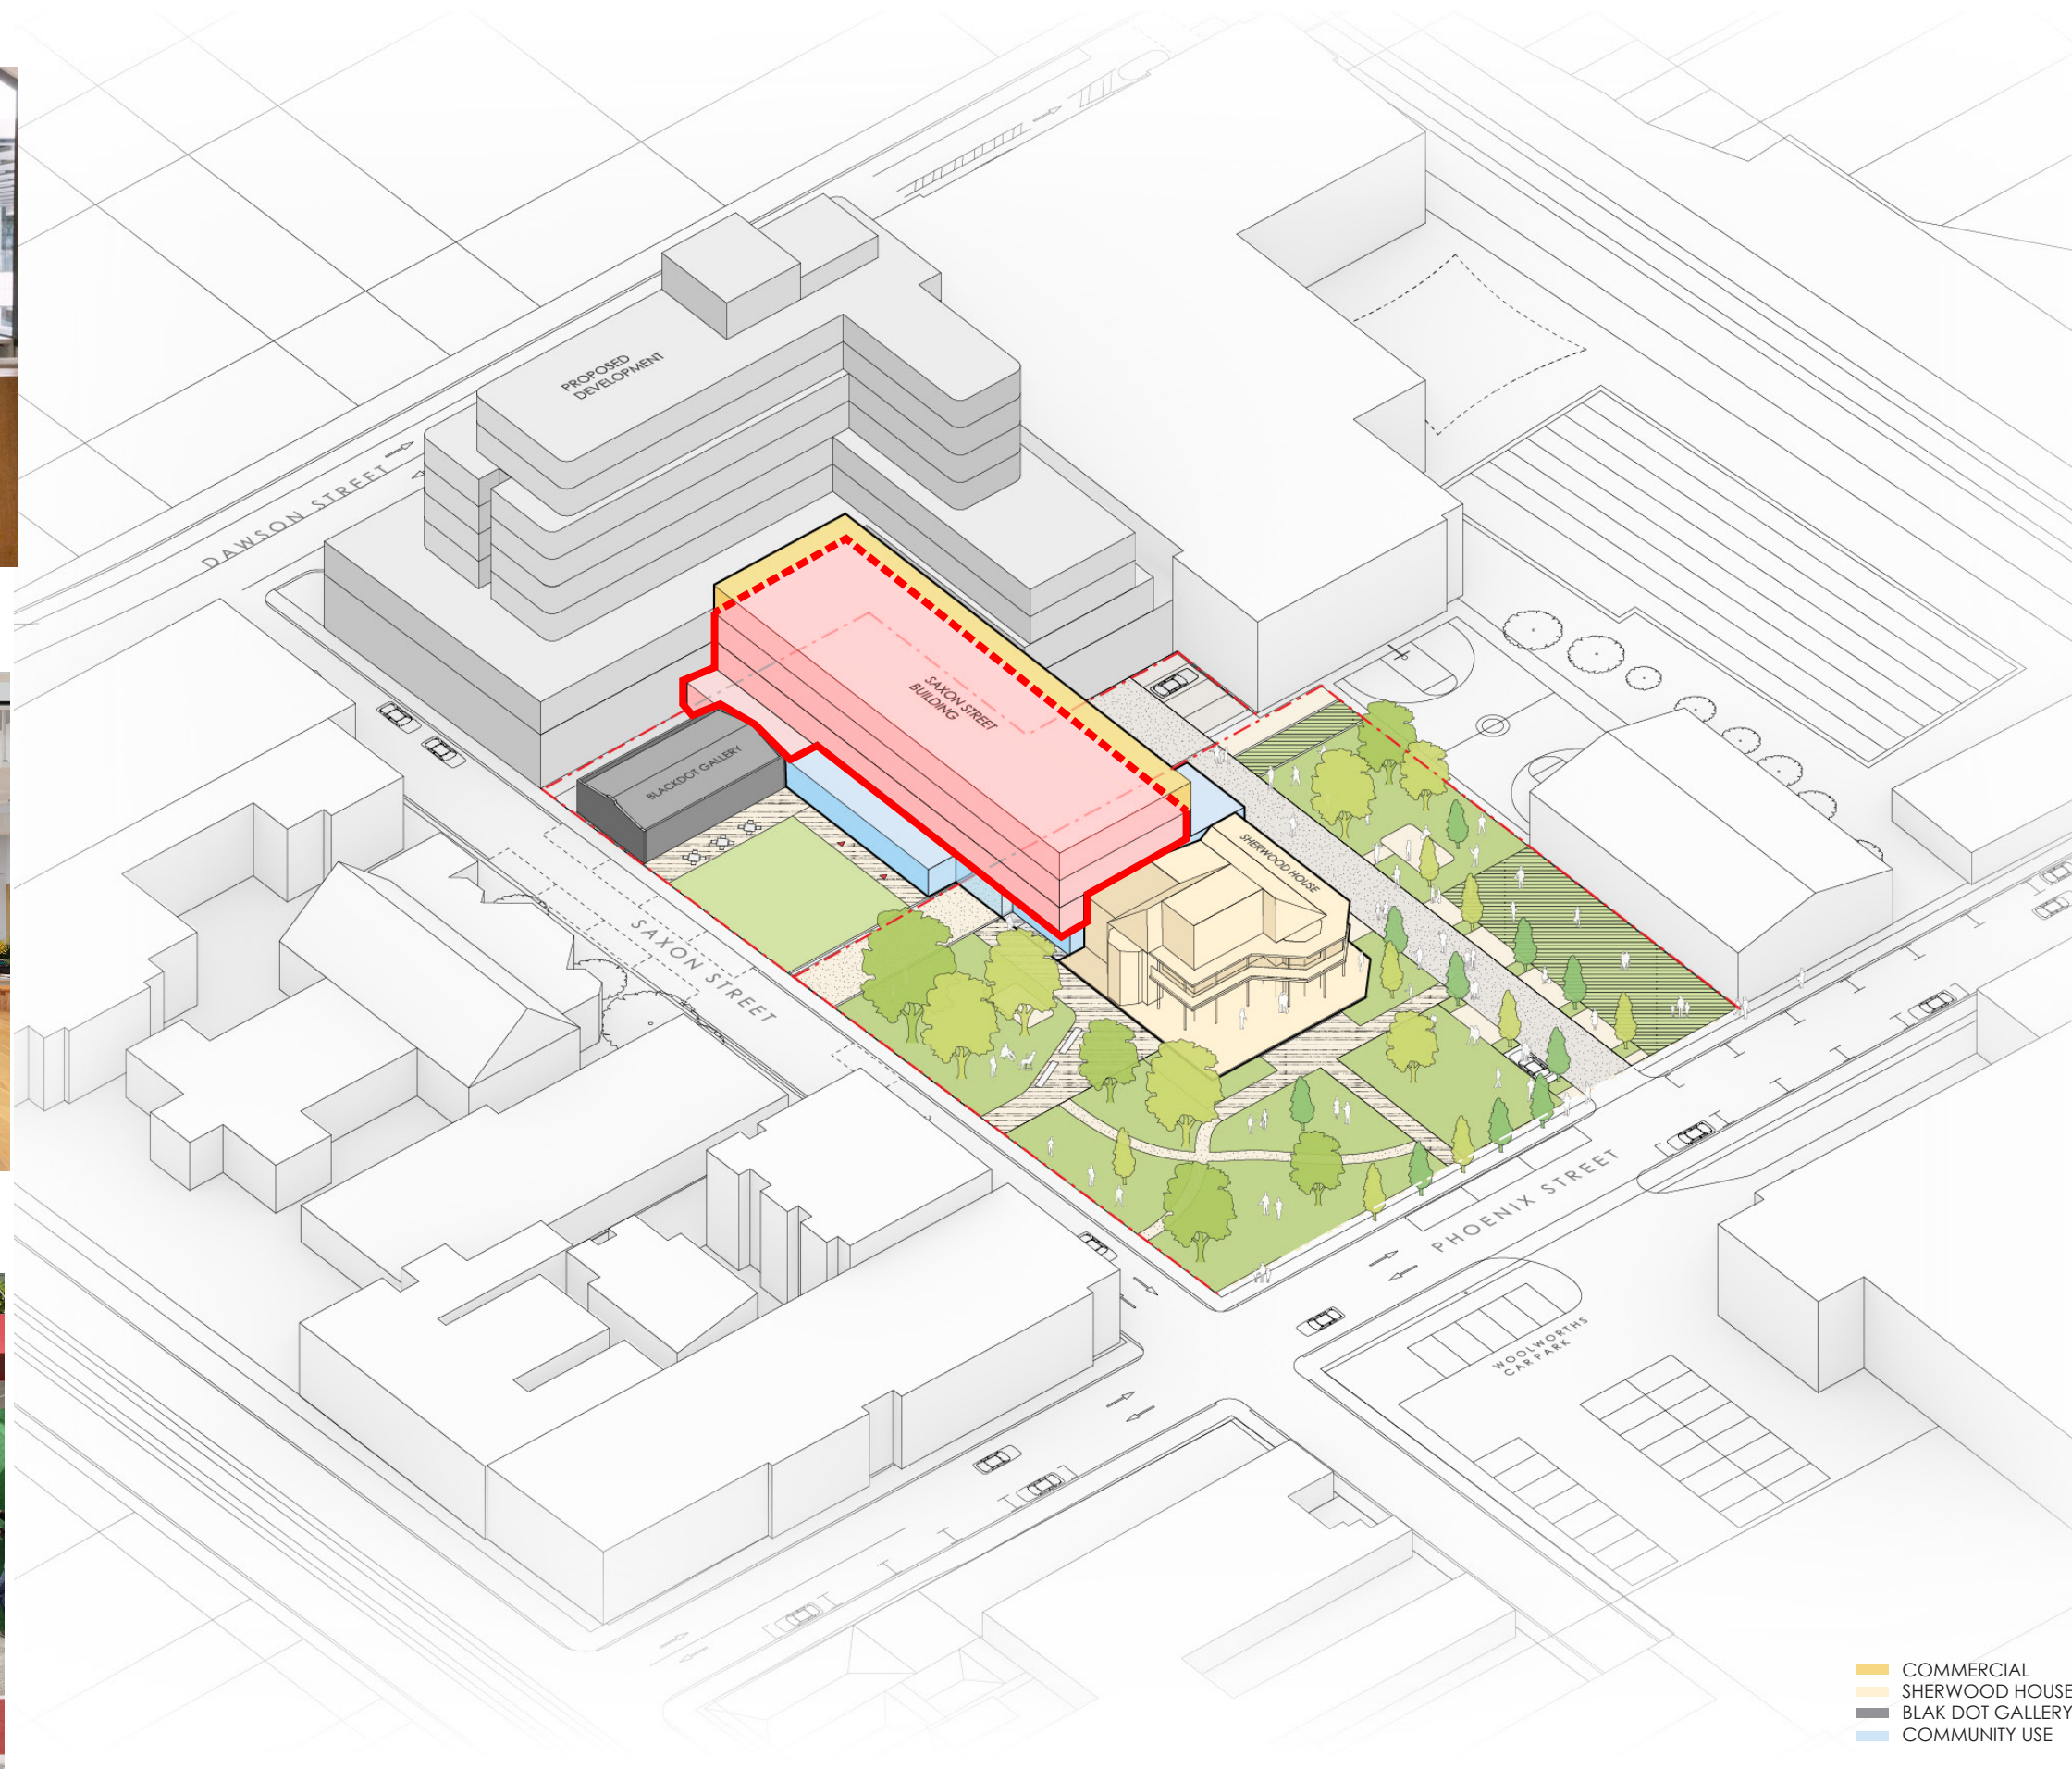 PROPOSED
DEVELOPMENT
DAWSON STREET
SAXON STREET
BUILDING
BLACKDOT GALLERY
SHERWOOD HOUSE
SAXON STREET
PHOENIX STREET
WOOLWORTHS
CAR PARK
COMMERCIAL
SHERWOOD HOUSE
BLAK DOT GALLERY
COMMUNITY USE